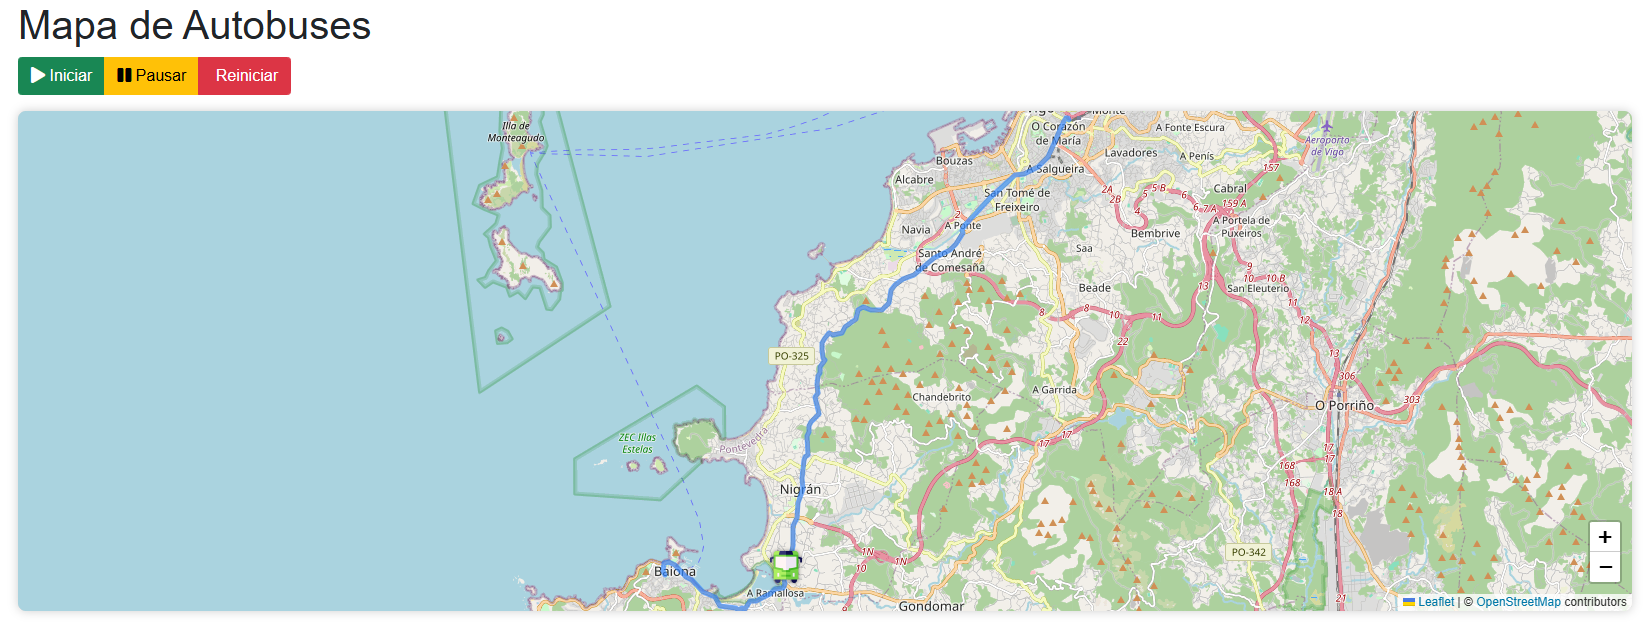 Mapa de Autobuses
Iniciar
Pausar
Reiniciar
Illa de
Monteagudo
Vigo
Monte
O Corazón
de María
A Fonte Escura
Aeroporto
de Vigo
Bouzas
Lavadores
A Penís
157
Alcabre
A Salgueira
2A
5
5 B
6
Cabral
San Tomé de
Freixeiro
2B
4
6
7 A
159 A
2
Navia
A Ponte
Bembrive
A Portela de
Puxeiros
Saa
Santo André
de Comesaña
9
10
10 B
San Eleuterio
Beade
13
11
8
8
10
11
12
22
13
PO-325
306
A Garrida
Chandebrito
O Porriño
303
ZEC Illas
Estelas
Pontevedra
17
17
17
17
168
168
Nigrán
18 A
18
1N
1N
PO-342
10
Baiona
A Ramallosa
8
Gondomar
21
+
−
Leaflet | © OpenStreetMap contributors